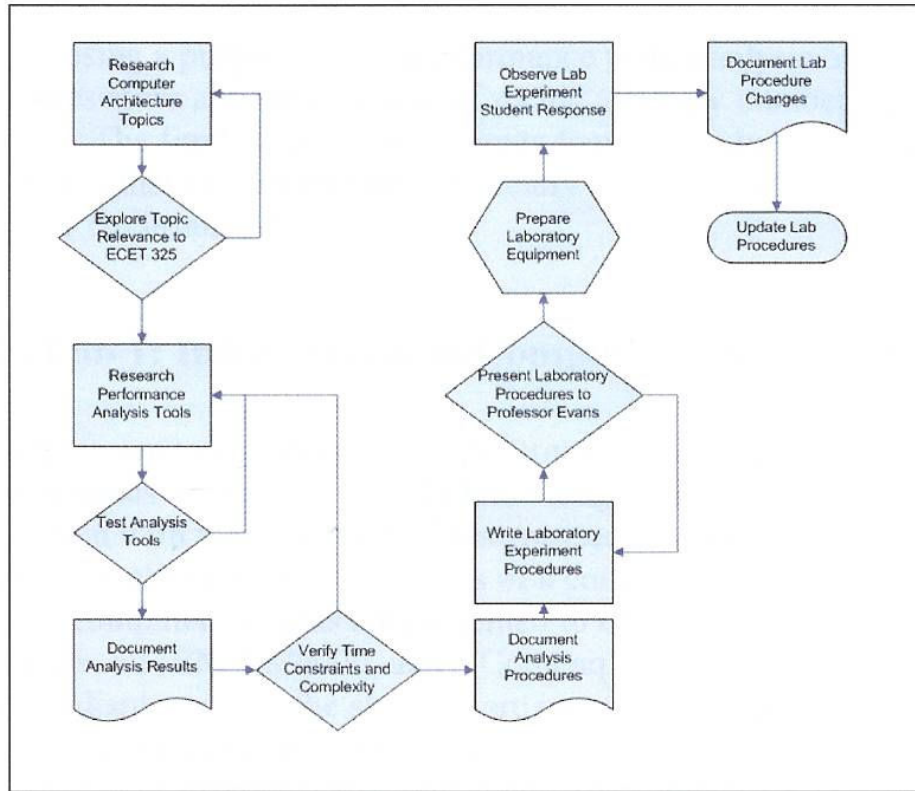 Research
Computer
Architecture
Topics
Explore Topic
Relevance to
ECET 325
Research
Performance
Analysis Tools
Test Analysis
Tools
Document
Analysis Results
Verify Time
Constraints and
Complexity
Document
Analysis
Procedures
Write Laboratory
Experiment
Procedures
Present Laboratory
Procedures to
Professor Evans
Prepare
Laboratory
Equipment
Observe Lab
Experiment
Student Response
Document Lab
Procedure
Changes
Update Lab
Procedures